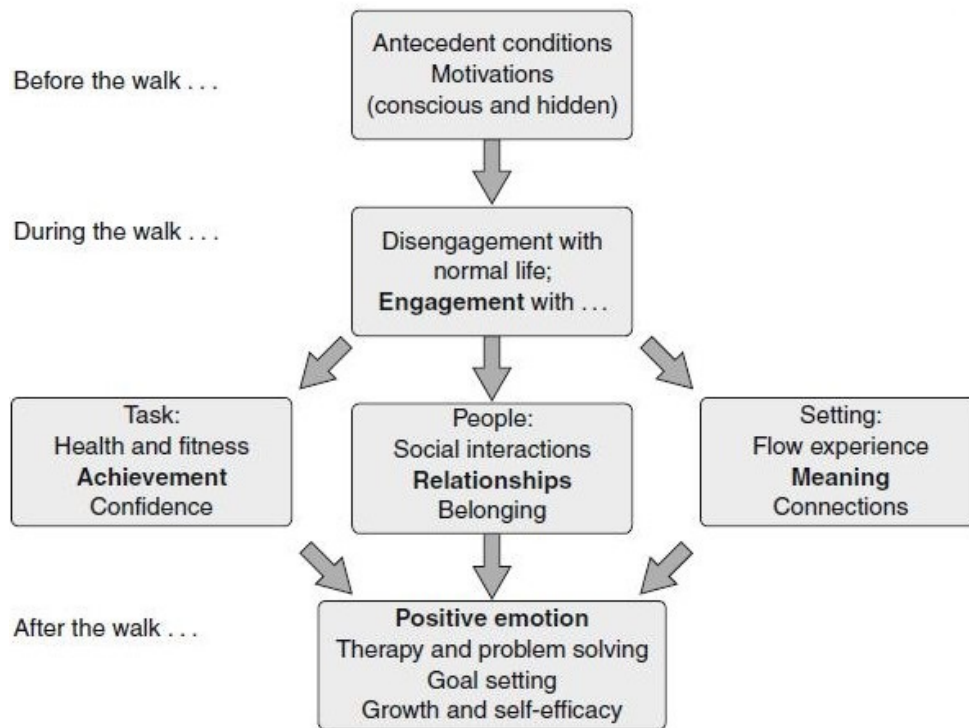 Before the walk . . .
Antecedent conditions
Motivations
(conscious and hidden)
During the walk . . .
Disengagement with
normal life;
Engagement with . . .
Task:
Health and fitness
Achievement
Confidence
People:
Social interactions
Relationships
Belonging
Setting:
Flow experience
Meaning
Connections
After the walk . . .
Positive emotion
Therapy and problem solving
Goal setting
Growth and self-efficacy